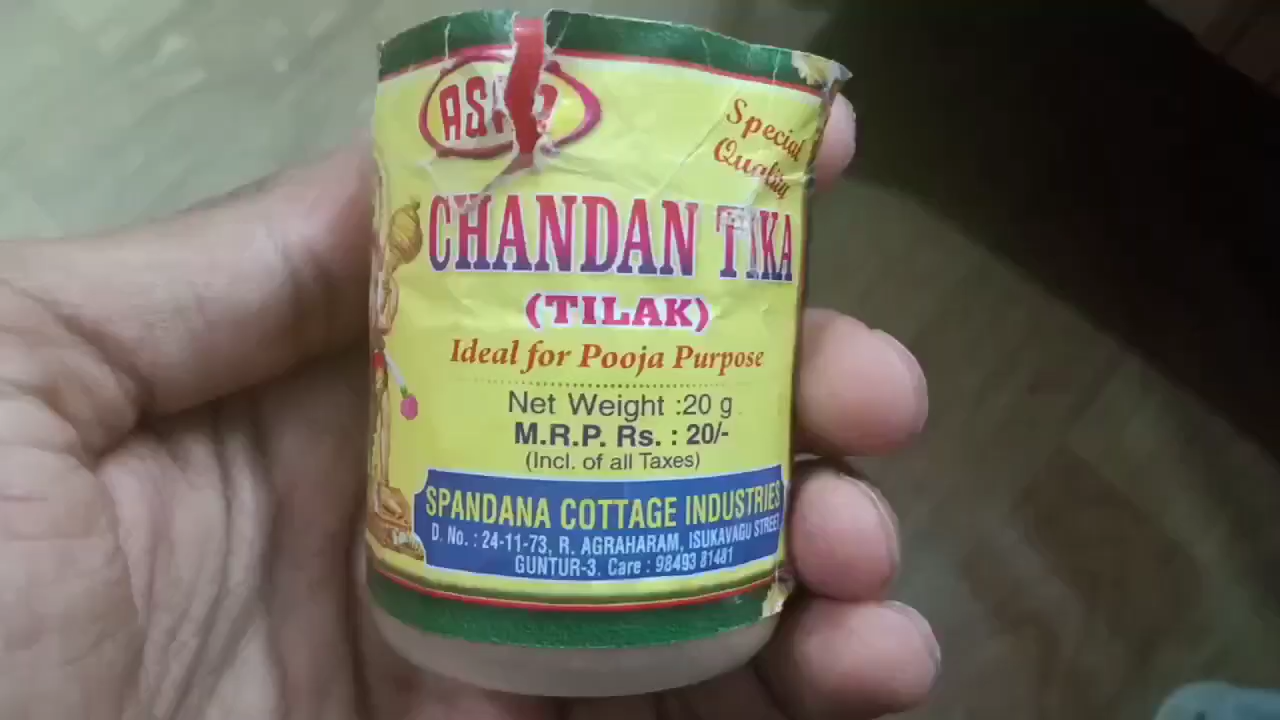 Special
Quality
CHANDAN TIKA
(TILAK)
Ideal for Pooja Purpose
Net Weight :20 g
M.R.P. Rs. : 20/-
(Incl. of all Taxes)
SPANDANA COTTAGE INDUSTRIES
D. No. : 24-11-73, R. AGRAHARAM, ISUKAVAGU STREET
GUNTUR-3. Care : 98493 81481